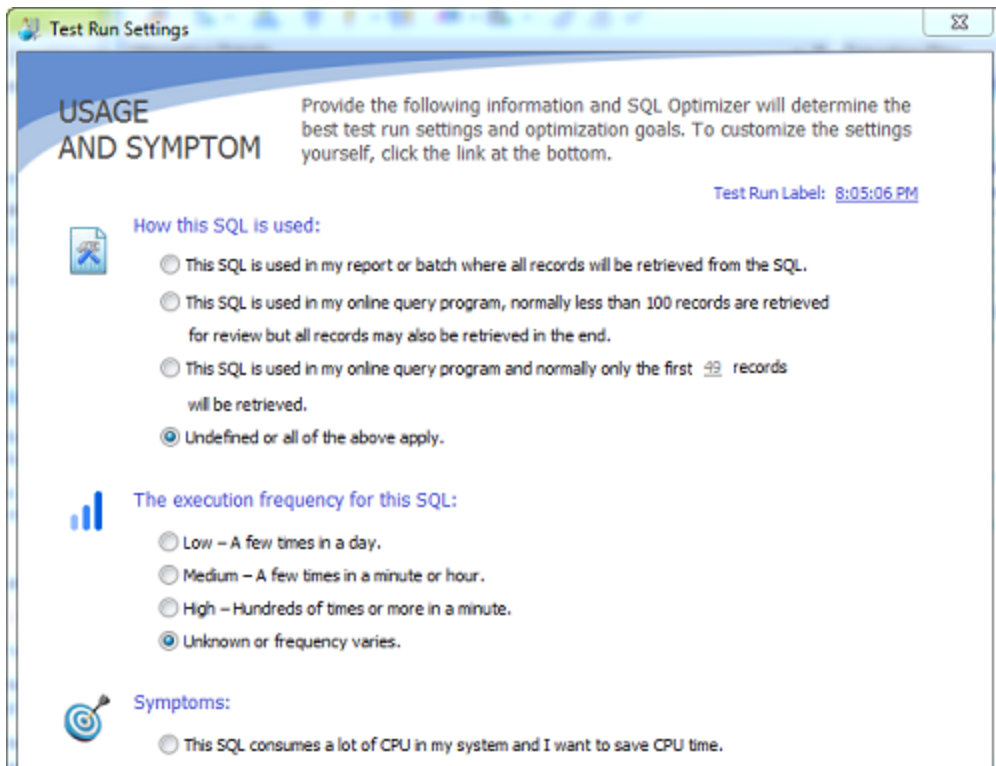 Test Run Settings
USAGE
AND SYMPTOM
Provide the following information and SQL Optimizer will determine the
best test run settings and optimization goals. To customize the settings
yourself, click the link at the bottom.
Test Run Label: 8:05:06 PM
How this SQL is used:
This SQL is used in my report or batch where all records will be retrieved from the SQL.
This SQL is used in my online query program, normally less than 100 records are retrieved
for review but all records may also be retrieved in the end.
This SQL is used in my online query program and normally only the first 49 records
will be retrieved.
Undefined or all of the above apply.
The execution frequency for this SQL:
Low – A few times in a day.
Medium – A few times in a minute or hour.
High – Hundreds of times or more in a minute.
Unknown or frequency varies.
Symptoms:
This SQL consumes a lot of CPU in my system and I want to save CPU time.